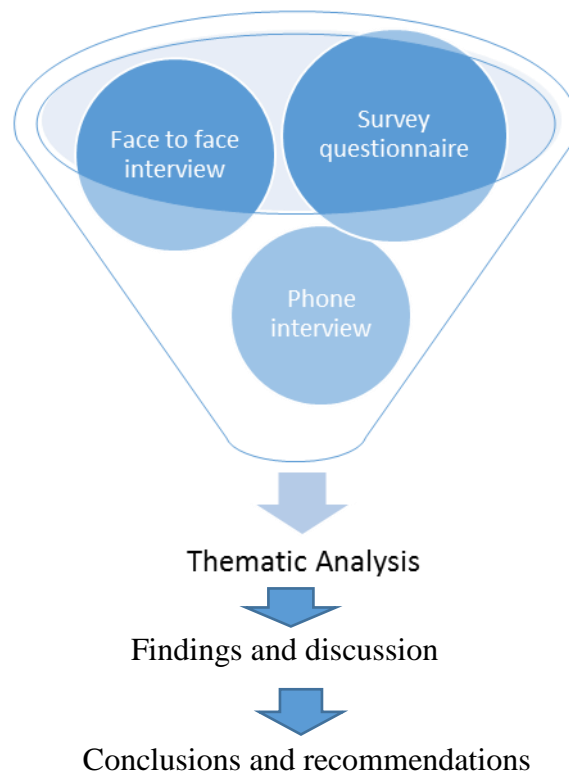 Face to face
interview
Survey
questionnaire
Phone
interview
Thematic Analysis
Findings and discussion
Conclusions and recommendations